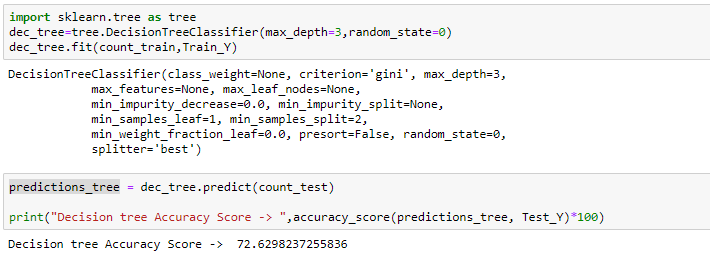 import sklearn.tree as tree
dec_tree=tree.DecisionTreeClassifier(max_depth=3,random_state=0)
dec_tree.fit(count_train,Train_Y)
DecisionTreeClassifier(class_weight=None, criterion='gini', max_depth=3,
            max_features=None, max_leaf_nodes=None,
            min_impurity_decrease=0.0, min_impurity_split=None,
            min_samples_leaf=1, min_samples_split=2,
            min_weight_fraction_leaf=0.0, presort=False, random_state=0,
            splitter='best')
predictions_tree = dec_tree.predict(count_test)
print("Decision tree Accuracy Score -> ",accuracy_score(predictions_tree, Test_Y)*100)
Decision tree Accuracy Score ->  72.6298237255836